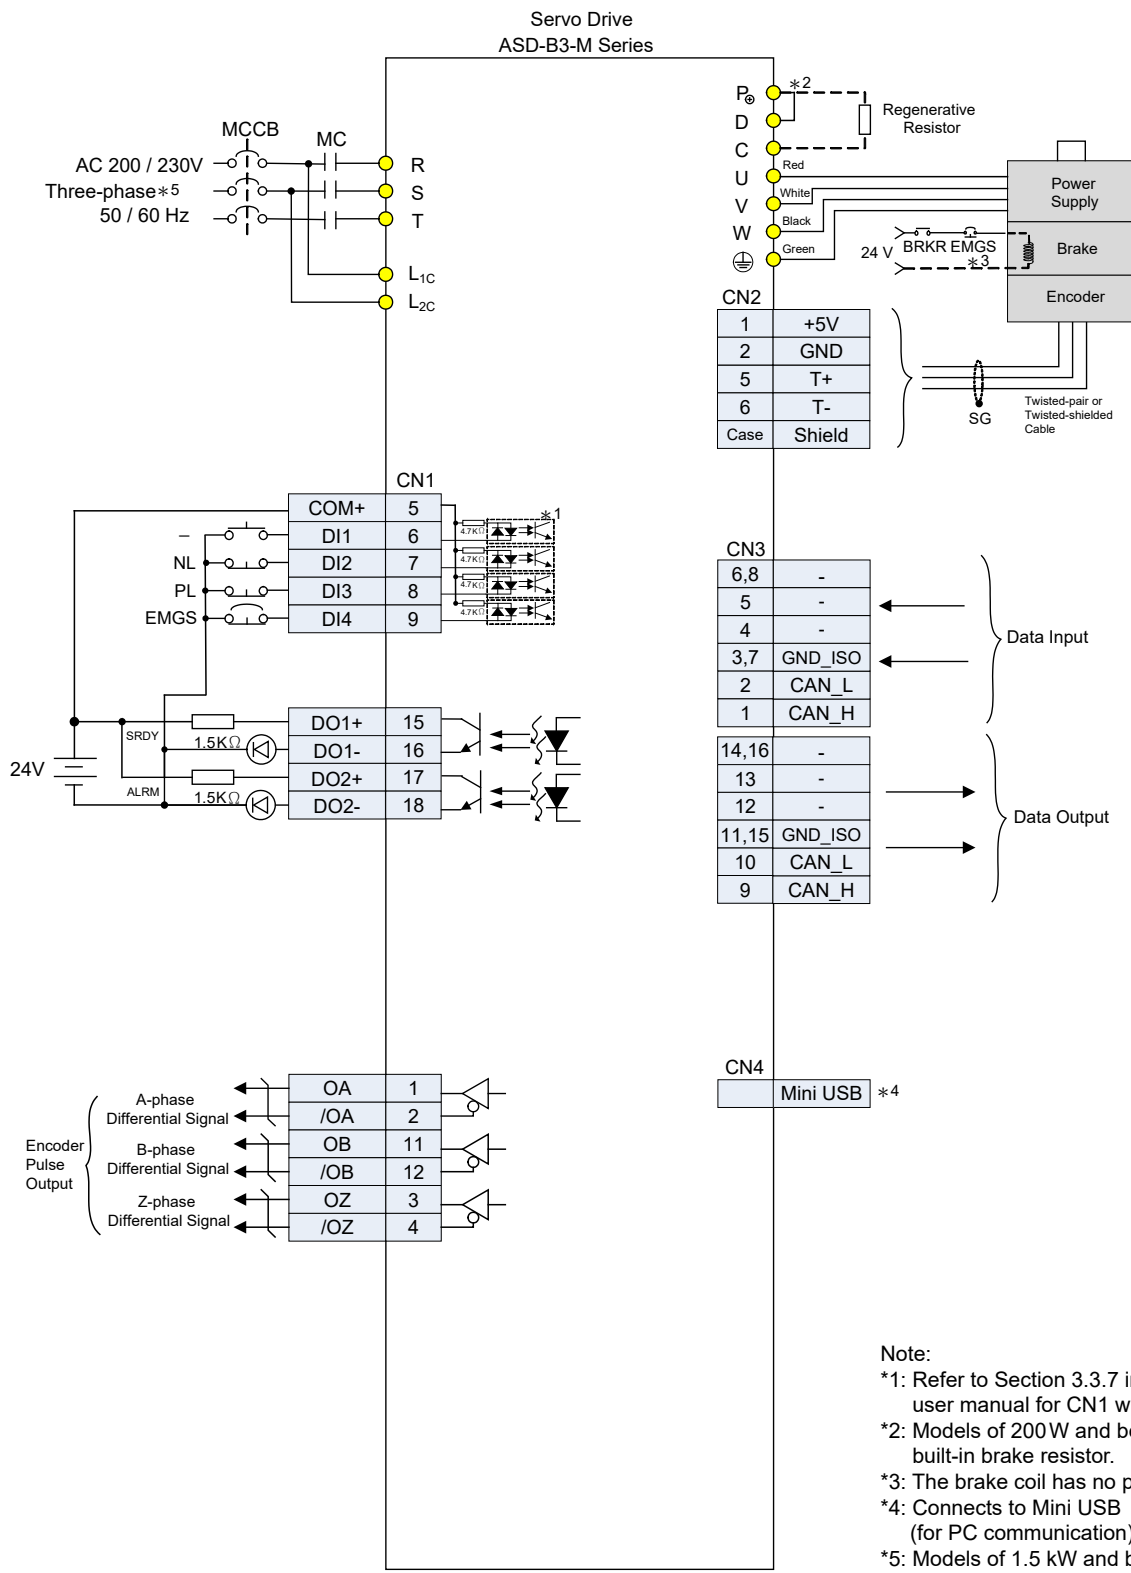 Servo Drive
ASD-B3-M Series
MCCB
MC
AC 200 / 230V
Three-phase*5
50 / 60 Hz
R
S
T
L1C
L2C
P⊕
D
C
U
V
W
*2
Regenerative
Resistor
Red
White
Black
Green
24 V
BRKR EMGS
*3
Power
Supply
Brake
Encoder
CN2
1 +5V
2 GND
5 T+
6 T-
Case Shield
SG
Twisted-pair or
Twisted-shielded
Cable
CN1
COM+ 5
– DI1 6
NL DI2 7
PL DI3 8
EMGS DI4 9
*1
4.7KΩ
4.7KΩ
4.7KΩ
4.7KΩ
24V
SRDY
1.5KΩ
ALRM
1.5KΩ
DO1+ 15
DO1- 16
DO2+ 17
DO2- 18
CN3
6,8 -
5 -
4 -
3,7 GND_ISO
2 CAN_L
1 CAN_H
Data Input
14,16 -
13 -
12 -
11,15 GND_ISO
10 CAN_L
9 CAN_H
Data Output
CN4
Mini USB *4
Encoder
Pulse
Output
A-phase
Differential Signal
B-phase
Differential Signal
Z-phase
Differential Signal
OA 1
/OA 2
OB 11
/OB 12
OZ 3
/OZ 4
Note:
*1: Refer to Section 3.3.7
user manual for CN1
*2: Models of 200W and
built-in brake resistor.
*3: The brake coil has no
*4: Connects to Mini USB
(for PC communication)
*5: Models of 1.5 kW and